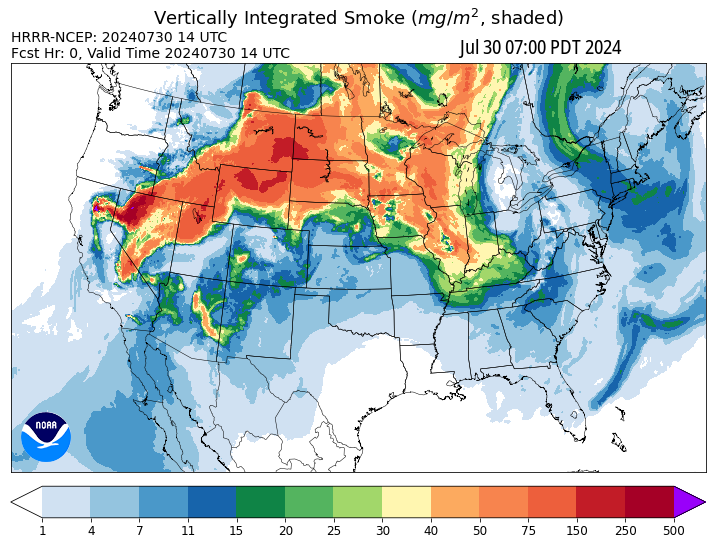 Vertically Integrated Smoke (mg/m², shaded)
HRRR-NCEP: 20240730 14 UTC
Fcst Hr: 0, Valid Time 20240730 14 UTC
Jul 30 07:00 PDT 2024
NOAA
1 4 7 11 15 20 25 30 40 50 75 150 250 500